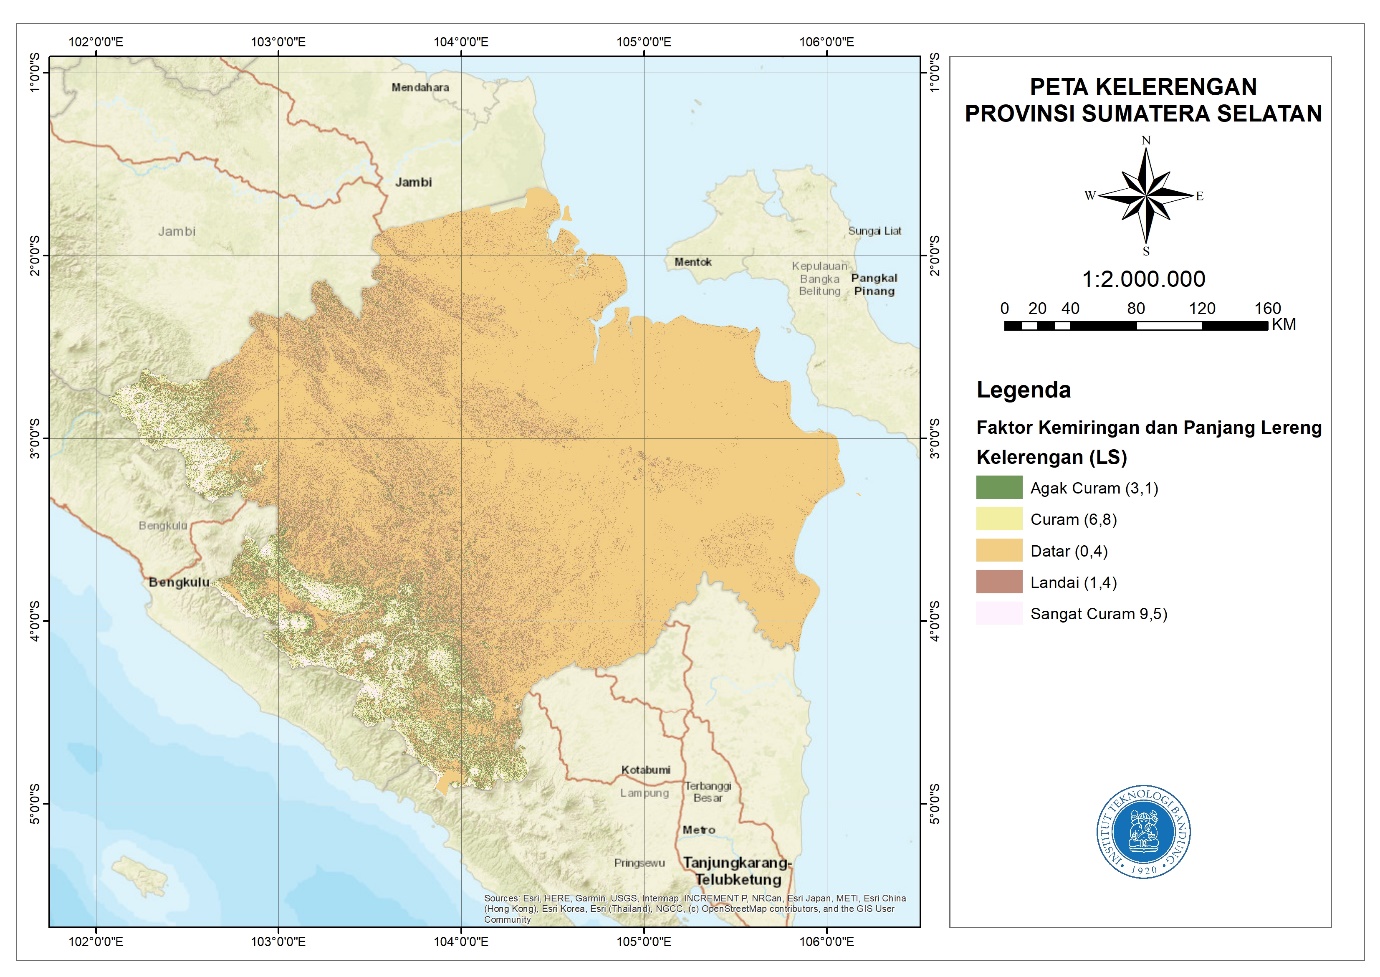 102°0'0"E
103°0'0"E
104°0'0"E
105°0'0"E
106°0'0"E
1°0'0"S
2°0'0"S
3°0'0"S
4°0'0"S
5°0'0"S
1°0'0"S
2°0'0"S
3°0'0"S
4°0'0"S
5°0'0"S
Mendahara
Jambi
Jambi
Sungai Liat
Mentok
Kepulauan
Bangka
Belitung
Pangkal
Pinang
Bengkulu
Bengkulu
Kotabumi
Lampung
Terbanggi
Besar
Metro
Pringsewu
Tanjungkarang-
Telubketung
Sources: Esri, HERE, Garmin, USGS, Intermap, INCREMENT P, NRCan, Esri Japan, METI, Esri China
(Hong Kong), Esri Korea, Esri (Thailand), NGCC, (c) OpenStreetMap contributors, and the GIS User
Community
102°0'0"E
103°0'0"E
104°0'0"E
105°0'0"E
106°0'0"E
PETA KELERENGAN
PROVINSI SUMATERA SELATAN
N
W
E
S
1:2.000.000
0 20 40 80 120 160
KM
Legenda
Faktor Kemiringan dan Panjang Lereng
Kelerengan (LS)
Agak Curam (3,1)
Curam (6,8)
Datar (0,4)
Landai (1,4)
Sangat Curam 9,5)
INSTITUT TEKNOLOGI BANDUNG
1920